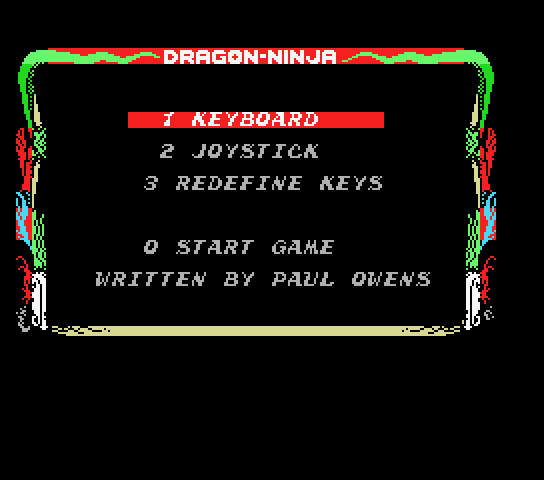 DRAGON-NINJA
1 KEYBOARD
2 JOYSTICK
3 REDEFINE KEYS
0 START GAME
WRITTEN BY PAUL OWENS